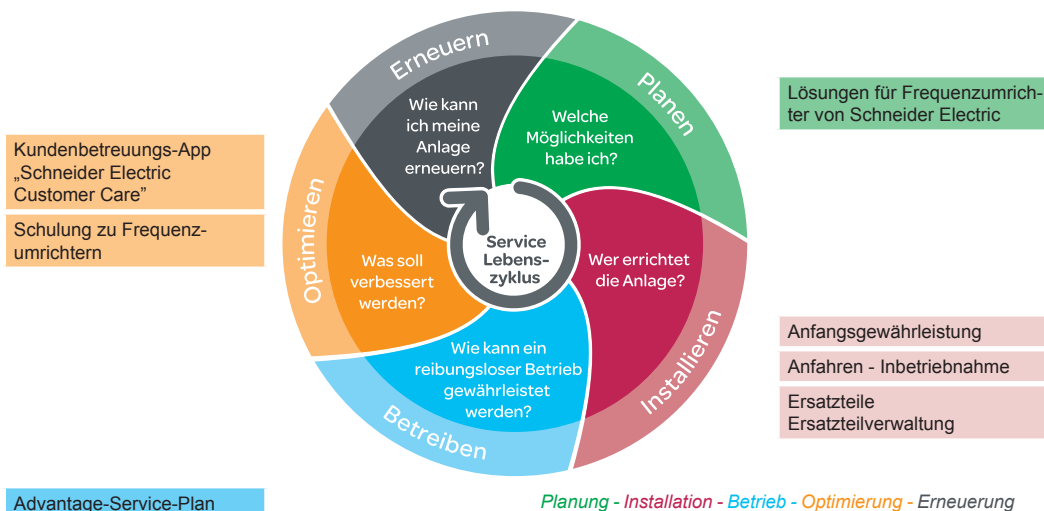 Erneuern
Planen
Installieren
Betreiben
Optimieren
Wie kann
ich meine
Anlage
erneuern?
Welche
Möglichkeiten
habe ich?
Wer errichtet
die Anlage?
Wie kann ein
reibungsloser Betrieb
gewährleistet
werden?
Was soll
verbessert
werden?
Service
Lebens-
zyklus
Kundenbetreuungs-App
„Schneider Electric
Customer Care”
Schulung zu Frequenz-
umrichtern
Lösungen für Frequenzumrich-
ter von Schneider Electric
Anfangsgewährleistung
Anfahren - Inbetriebnahme
Ersatzteile
Ersatzteilverwaltung
Advantage-Service-Plan
Planung - Installation - Betrieb - Optimierung - Erneuerung